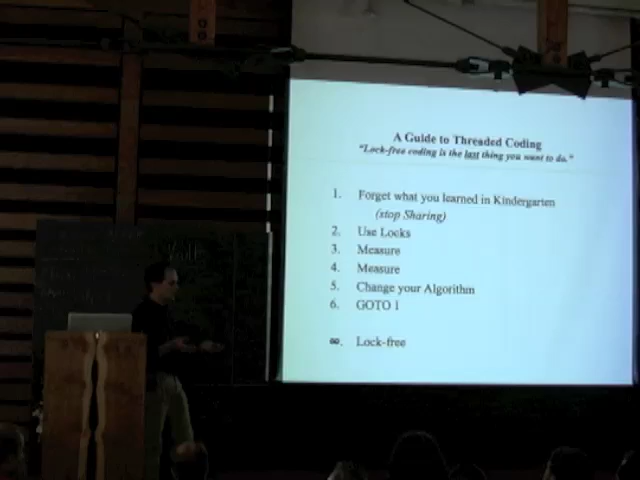 A Guide to Threaded Coding
"Lock-free coding is the last thing you want to do."
1. Forget what you learned in Kindergarten
(stop Sharing)
2. Use Locks
3. Measure
4. Measure
5. Change your Algorithm
6. GOTO 1
∞. Lock-free